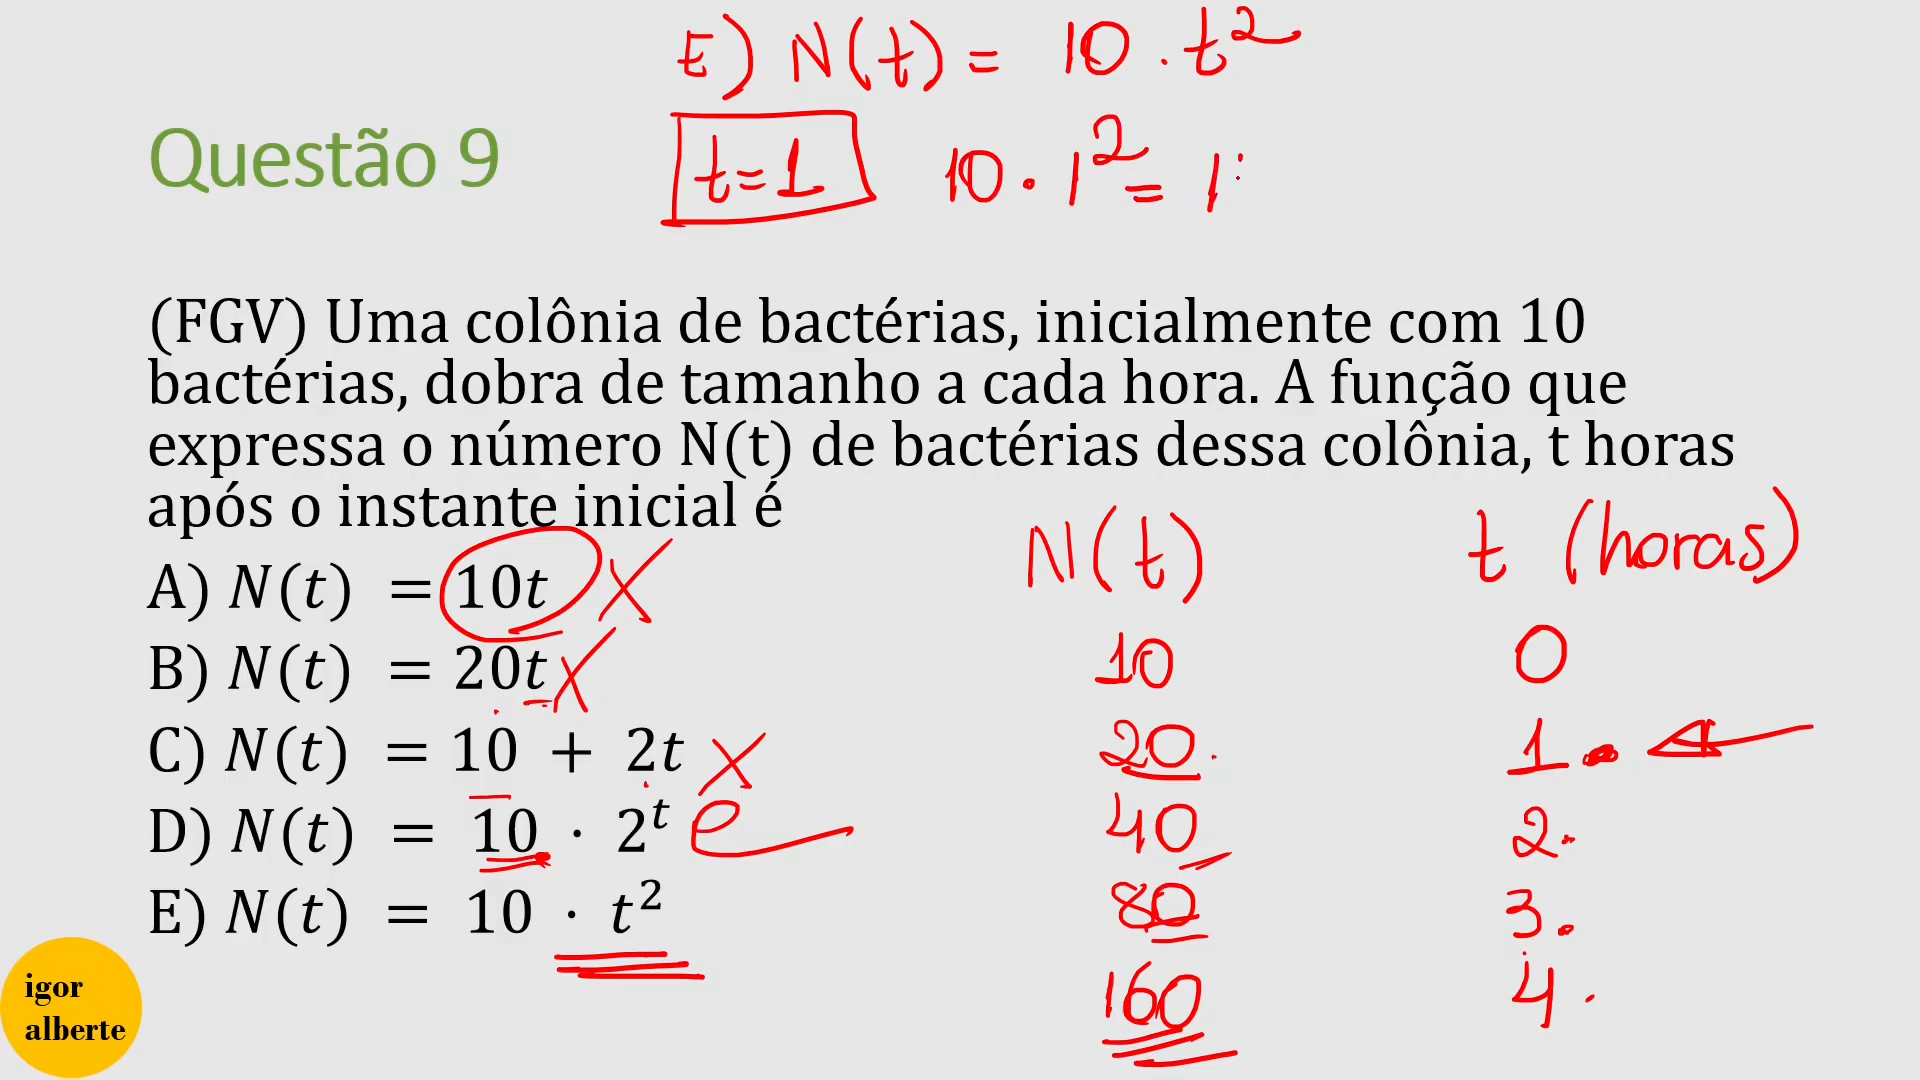 E) N(t) = 10 . t²
Questão 9
t=1 10 . 1² = 1
(FGV) Uma colônia de bactérias, inicialmente com 10
bactérias, dobra de tamanho a cada hora. A função que
expressa o número N(t) de bactérias dessa colônia, t horas
após o instante inicial é
N(t) t (horas)
A) N(t) = 10t X
10 0
B) N(t) = 20t X
C) N(t) = 10 + 2t X
20 1
D) N(t) = 10 · 2ᵗ
40 2
E) N(t) = 10 · t²
80 3
160 4
igor
alberte